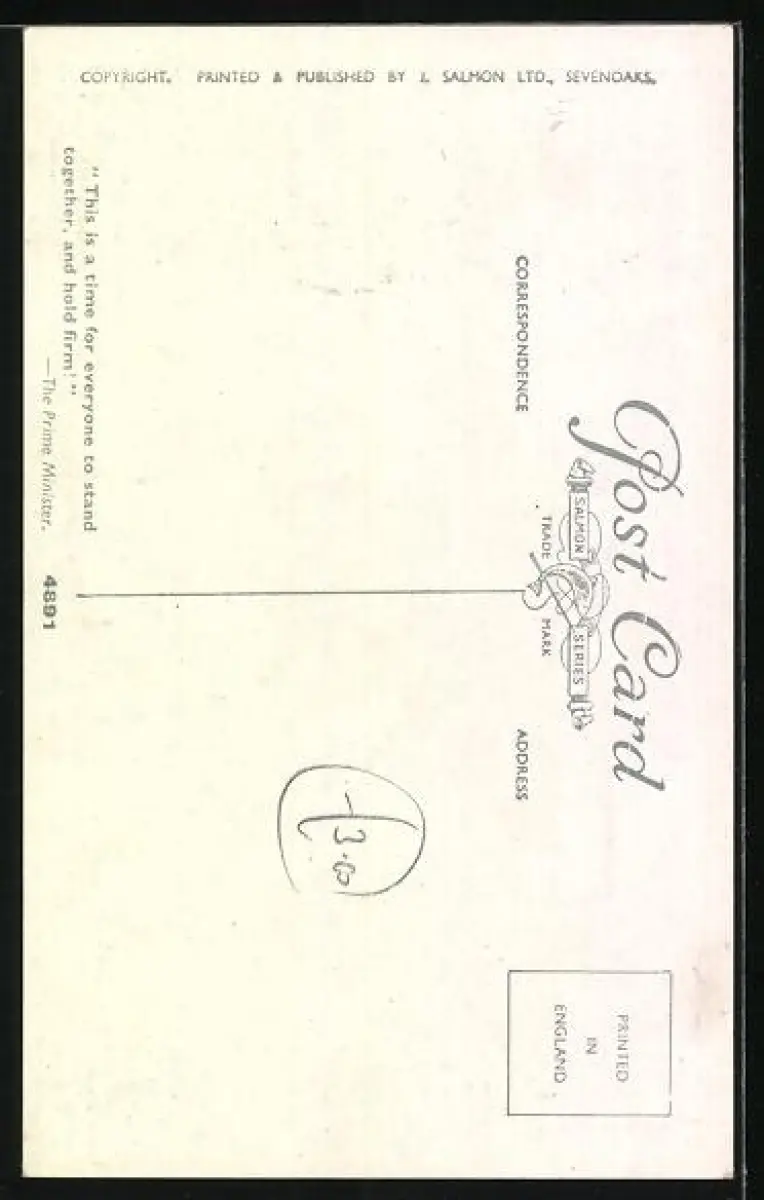 Post Card
SALMON SERIES
TRADE MARK
CORRESPONDENCE
ADDRESS
PRINTED
IN
ENGLAND
COPYRIGHT. PRINTED & PUBLISHED BY J. SALMON LTD., SEVENOAKS.
£3.00
" This is a time for everyone to stand
together, and hold firm! "
—The Prime Minister.
4891